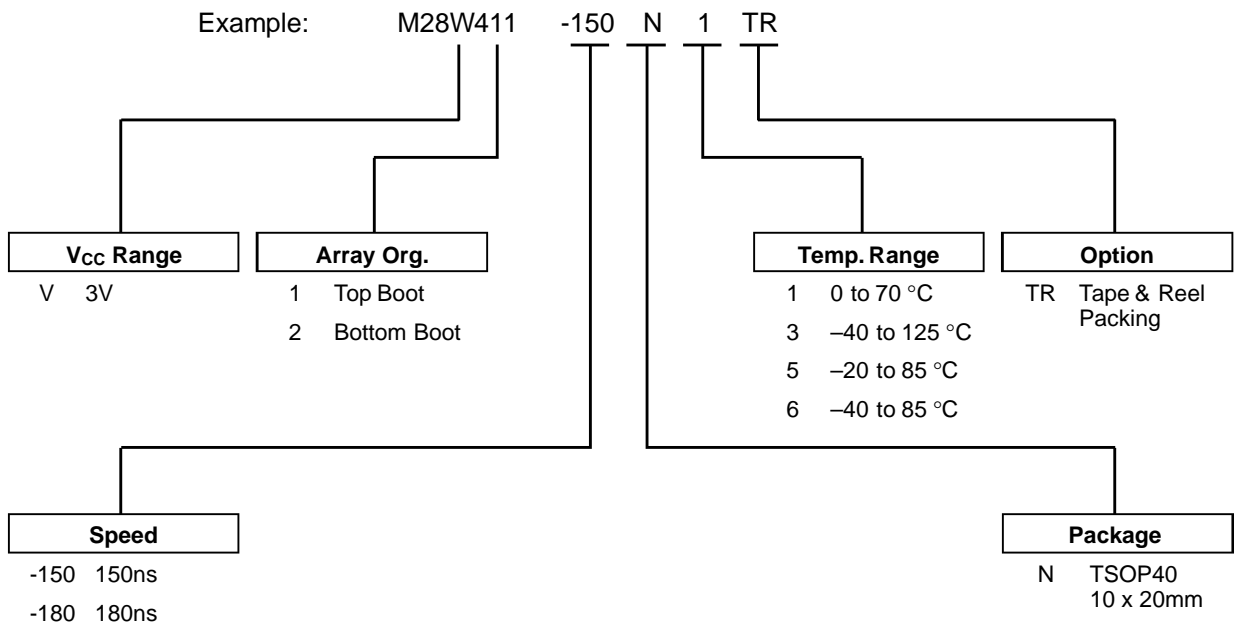 Example: M28W411 -150 N 1 TR
VCC Range
V 3V
Array Org.
1 Top Boot
2 Bottom Boot
Temp. Range
1 0 to 70 °C
3 –40 to 125 °C
5 –20 to 85 °C
6 –40 to 85 °C
Option
TR Tape & Reel
Packing
Speed
-150 150ns
-180 180ns
Package
N TSOP40
10 x 20mm